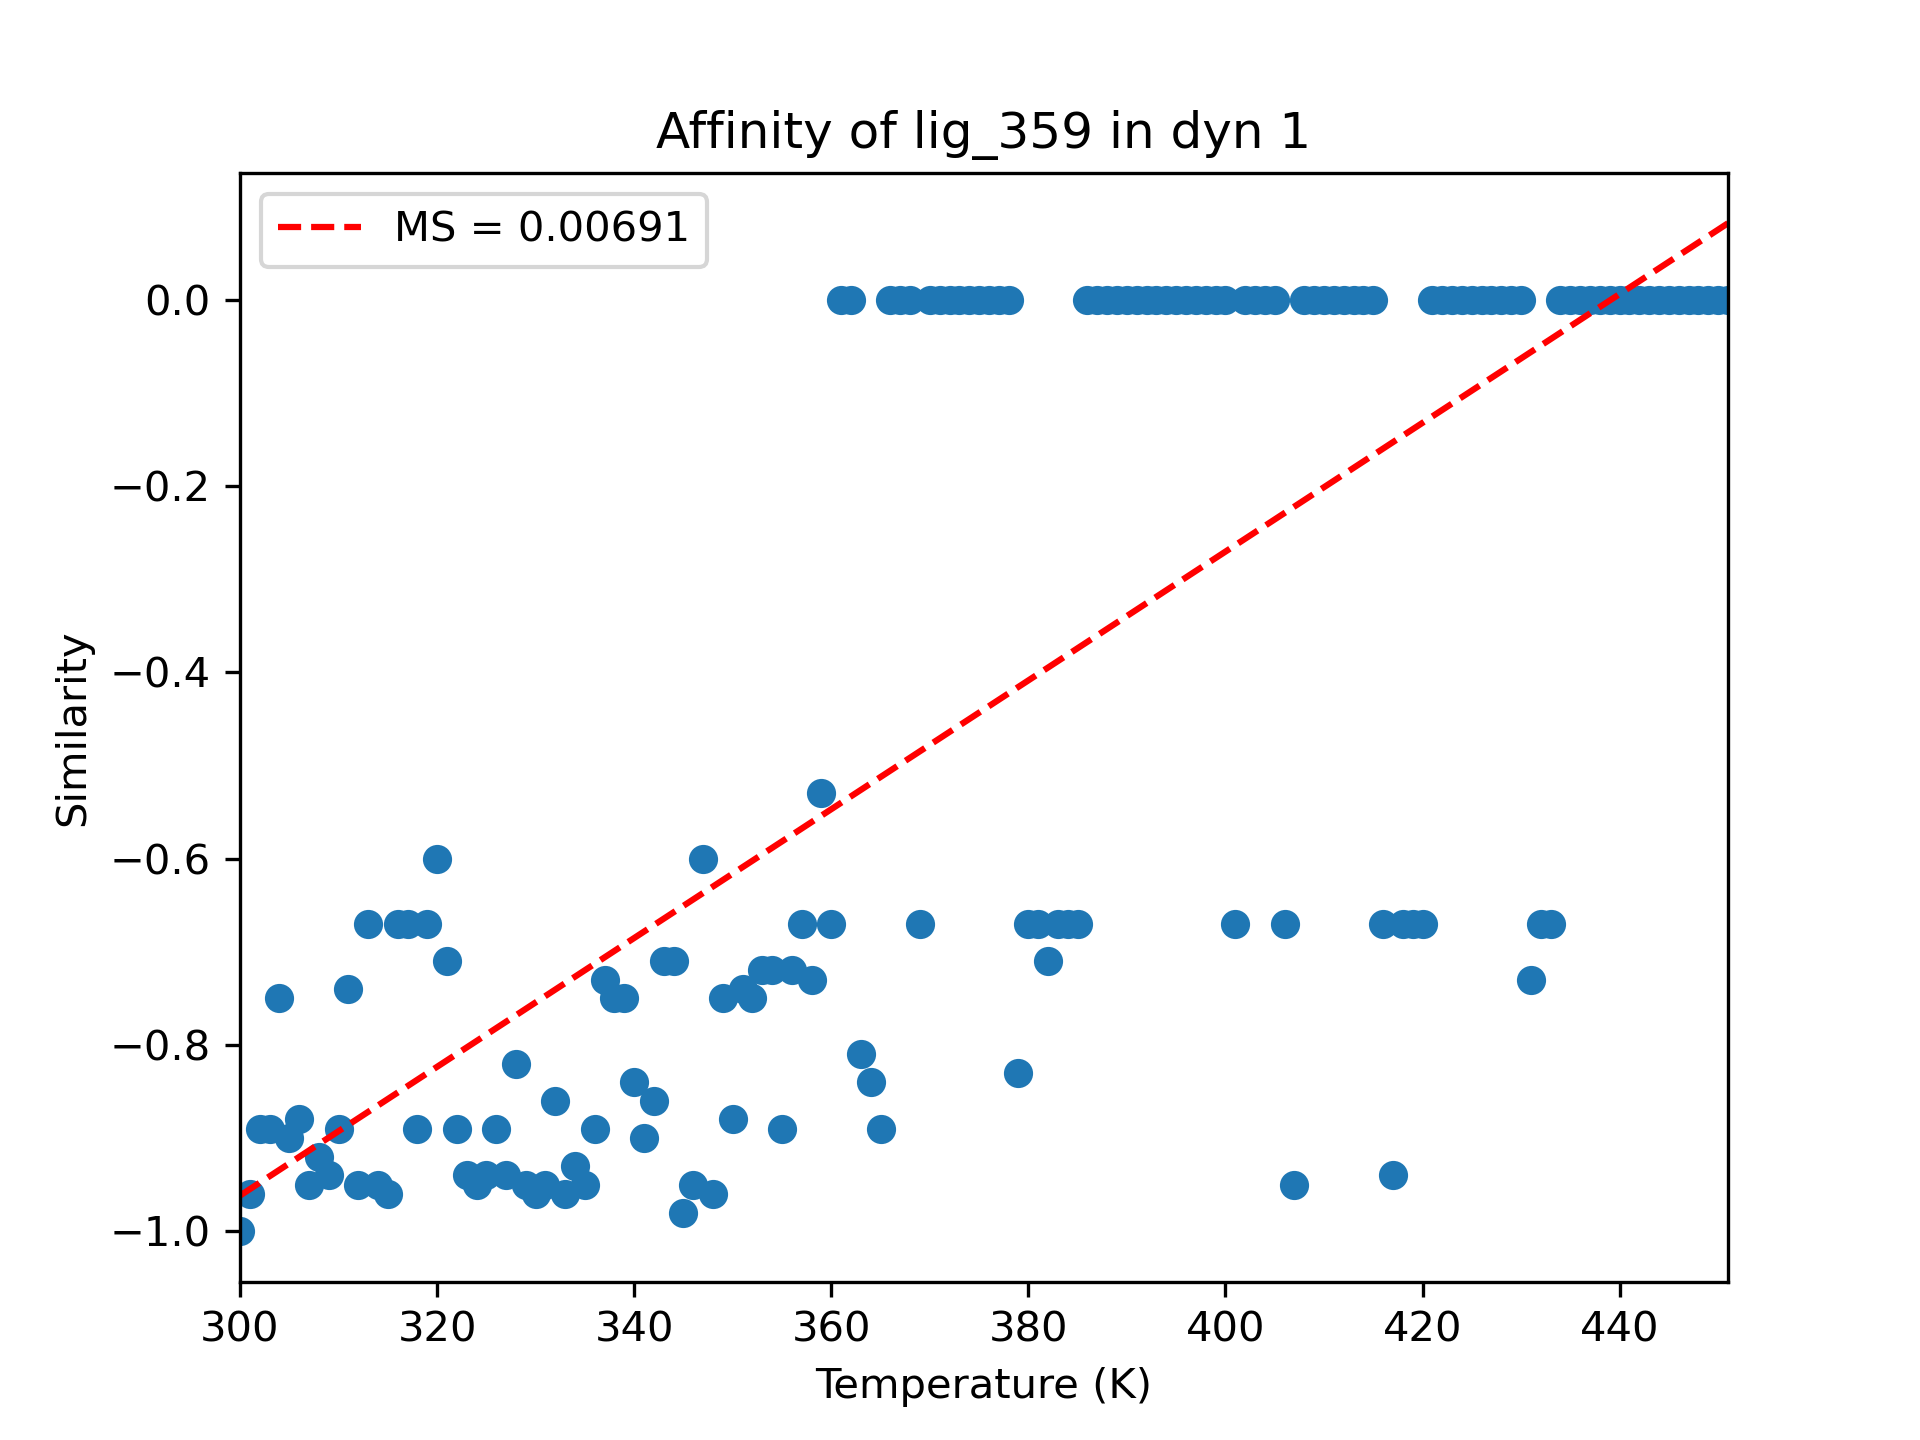 Affinity of lig_359 in dyn 1
MS = 0.00691
0.0
−0.2
−0.4
−0.6
−0.8
−1.0
Similarity
300 320 340 360 380 400 420 440
Temperature (K)